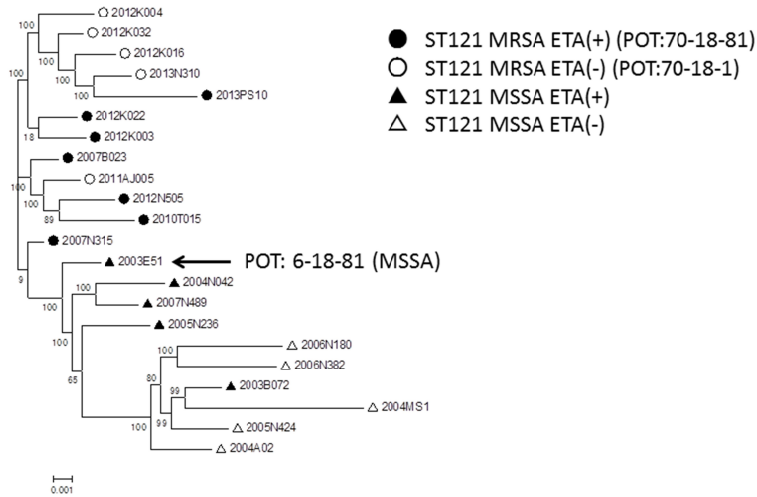 2012K004
100
2012K032
100
2012K016
100
2013N310
100
2013PS10
100
2012K022
18
2012K003
2007B023
100
2011AJ005
100
2012N505
89
2010T015
2007N315
9
2003E51
POT: 6-18-81 (MSSA)
100
2004N042
100
2007N489
100
2005N236
65
2006N180
100
2006N382
80
2003B072
99
2004MS1
99
2005N424
100
2004A02
0.001
ST121 MRSA ETA(+) (POT:70-18-81)
ST121 MRSA ETA(-) (POT:70-18-1)
ST121 MSSA ETA(+)
ST121 MSSA ETA(-)